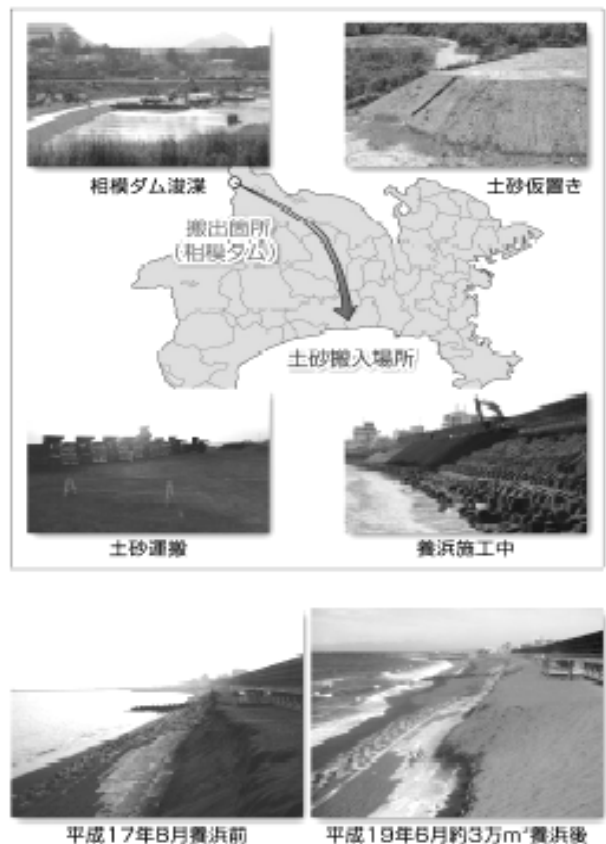 相模ダム浚渫
土砂仮置き
搬出箇所
(相模ダム)
土砂搬入場所
土砂運搬
養浜施工中
平成17年8月養浜前
平成19年6月約3万m³養浜後